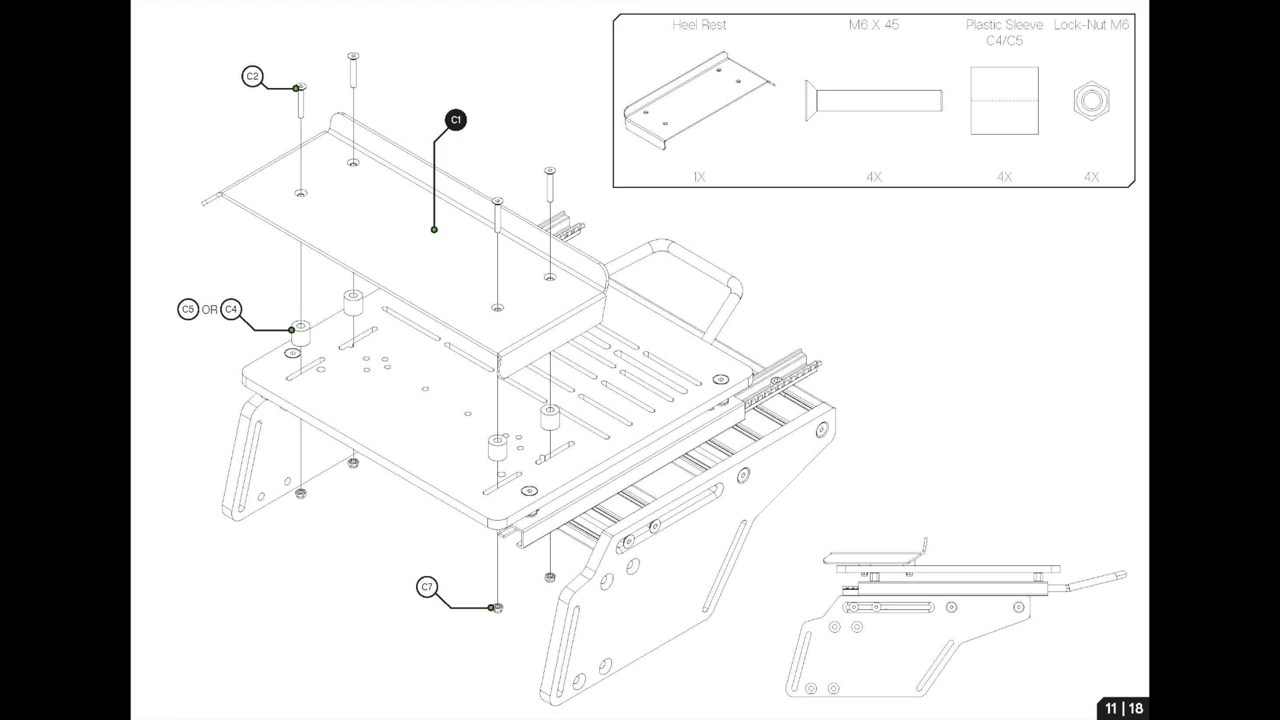 Heel Rest M6 X 45 Plastic Sleeve Lock-Nut M6
C4/C5
1X 4X 4X 4X
C2
C1
C5 OR C4
C7
11 | 18